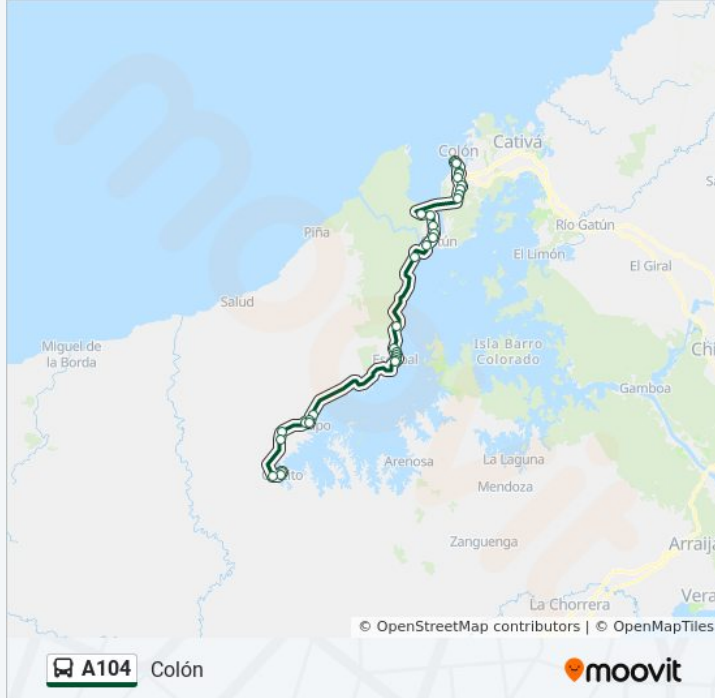 Colón
Cativá
Piña
Río Gatún
El Limón
El Giral
Salud
Isla Barro
Colorado
Miguel de
la Borda
Gamboa
Arenosa
La Laguna
Mendoza
Zanguenga
La Chorrera
© OpenStreetMap contributors | © OpenMapTiles
A104 Colón
moovit